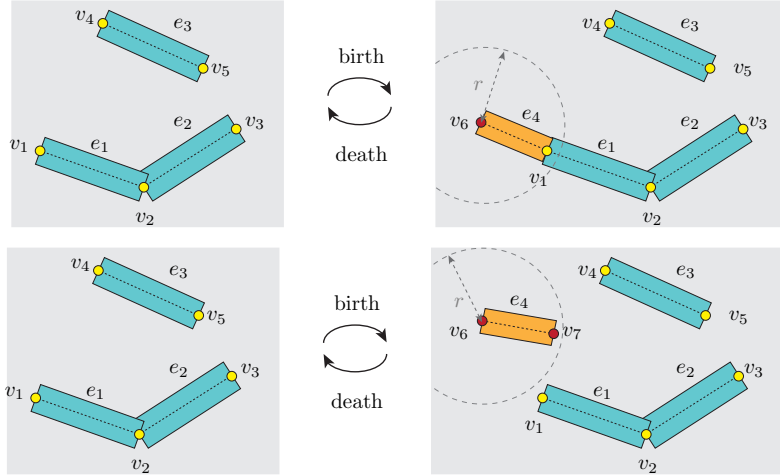 v4 e3 v5
v1 e1 e2 v3
v2
birth
death
v4 e3 v5
r
v6 e4 e1 e2 v3
v1
v2
v4 e3 v5
v1 e1 e2 v3
v2
birth
death
r
v6 e4 v7
v4 e3 v5
v1 e1 e2 v3
v2